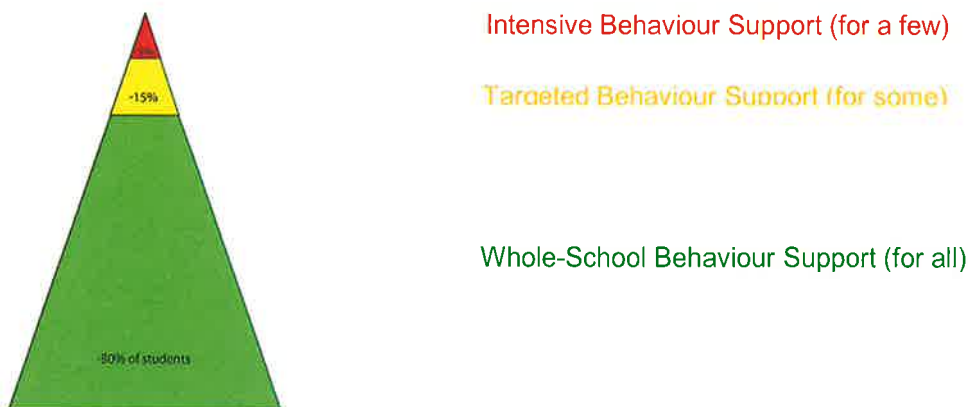 Intensive Behaviour Support (for a few)
Targeted Behaviour Support (for some)
-15%
Whole-School Behaviour Support (for all)
-80% of students